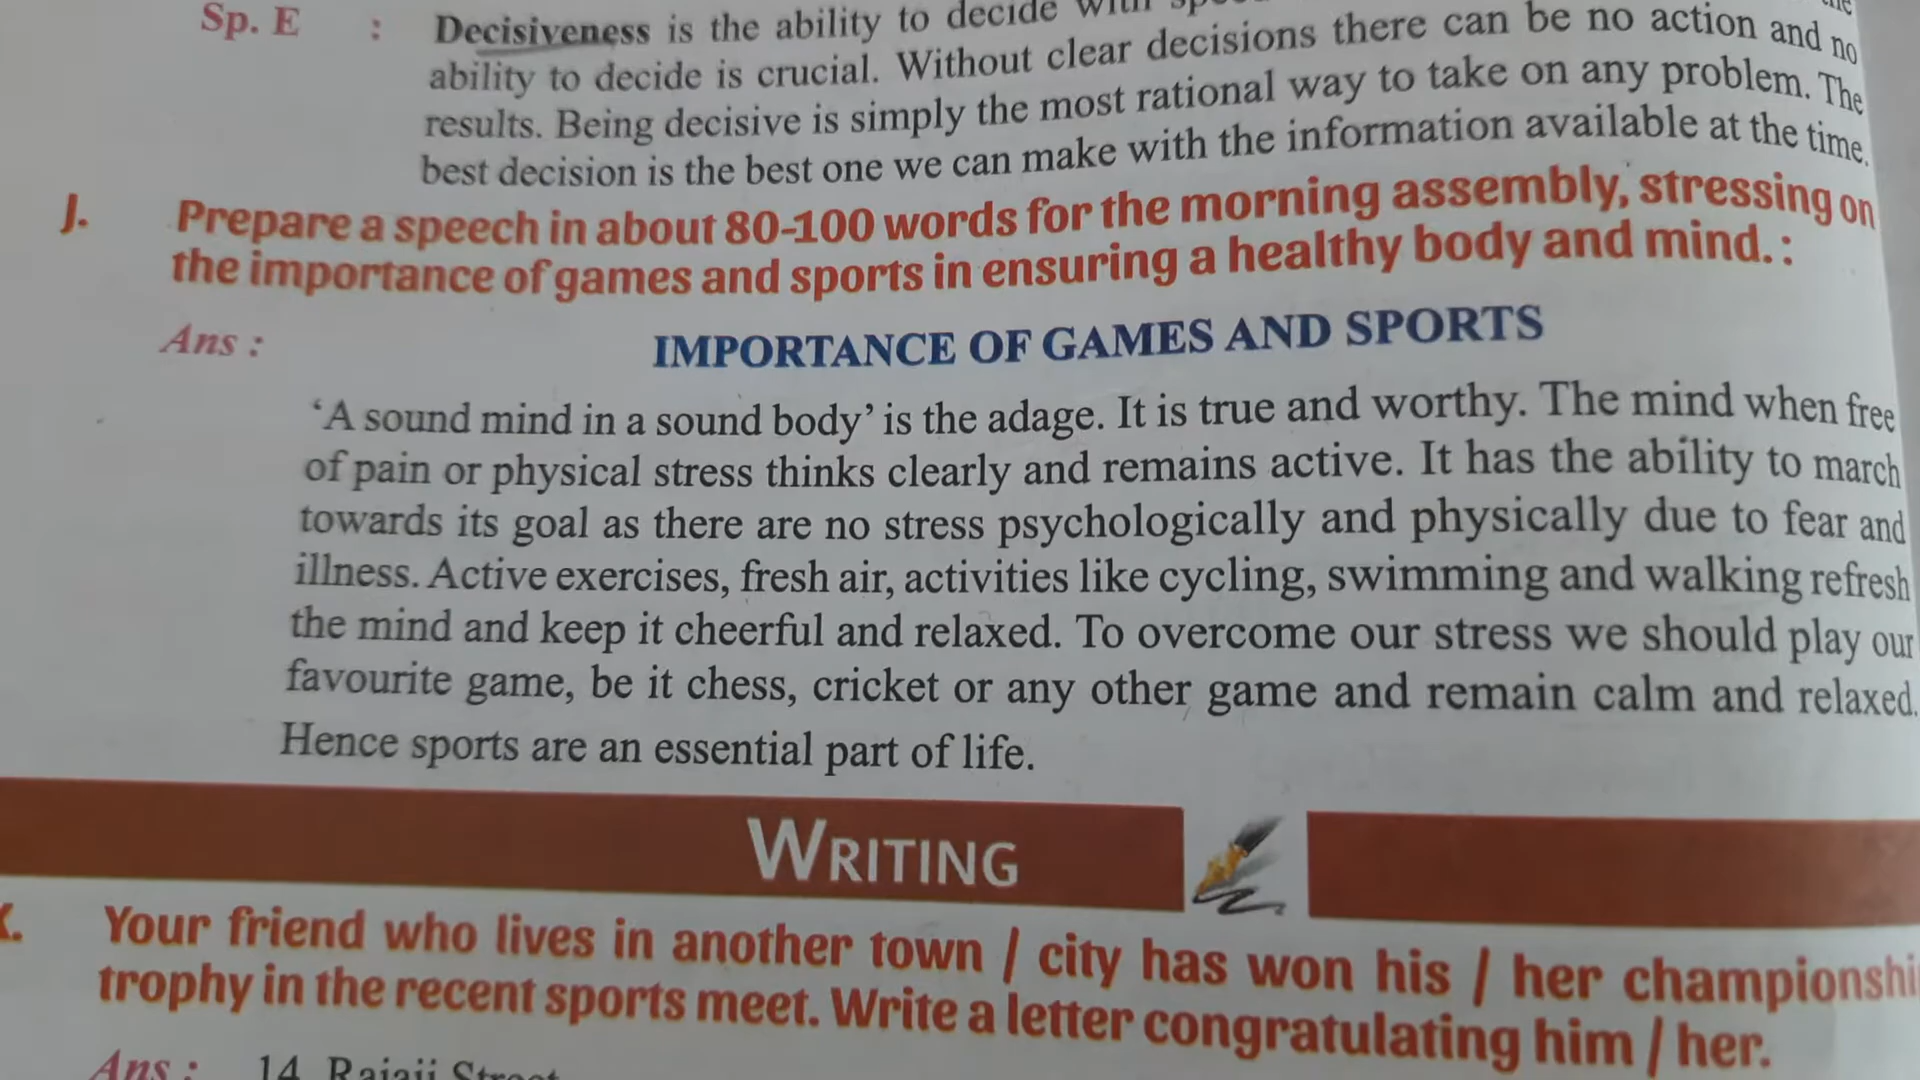 Sp. E : Decisiveness is the ability to decide with
ability to decide is crucial. Without clear decisions there can be no action and no
results. Being decisive is simply the most rational way to take on any problem. The
best decision is the best one we can make with the information available at the time.
J. Prepare a speech in about 80-100 words for the morning assembly, stressing on
the importance of games and sports in ensuring a healthy body and mind. :
Ans : IMPORTANCE OF GAMES AND SPORTS
‘A sound mind in a sound body’ is the adage. It is true and worthy. The mind when free
of pain or physical stress thinks clearly and remains active. It has the ability to march
towards its goal as there are no stress psychologically and physically due to fear and
illness. Active exercises, fresh air, activities like cycling, swimming and walking refresh
the mind and keep it cheerful and relaxed. To overcome our stress we should play our
favourite game, be it chess, cricket or any other game and remain calm and relaxed.
Hence sports are an essential part of life.
WRITING
Your friend who lives in another town / city has won his / her championshi
trophy in the recent sports meet. Write a letter congratulating him / her.
Ans : 14, Rajaji Street